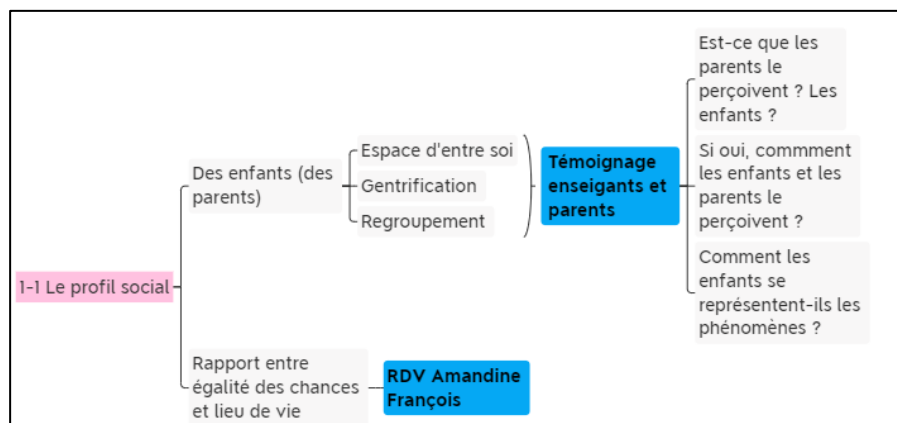 1-1 Le profil social
Des enfants (des
parents)
Espace d'entre soi
Gentrification
Regroupement
Témoignage
enseigants et
parents
Est-ce que les
parents le
perçoivent ? Les
enfants ?
Si oui, commment
les enfants et les
parents le
perçoivent ?
Comment les
enfants se
représentent-ils les
phénomènes ?
Rapport entre
égalité des chances
et lieu de vie
RDV Amandine
François